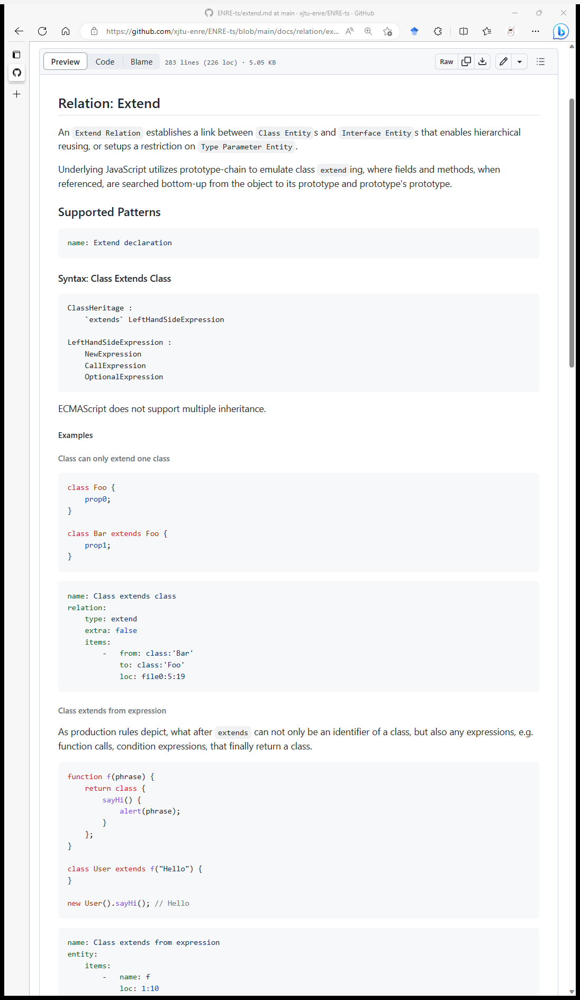 ENRE-ts/extend.md at main · xjtu-enre/ENRE-ts · GitHub
https://github.com/xjtu-enre/ENRE-ts/blob/main/docs/relation/ex...
Preview Code Blame 283 lines (226 loc) · 5.05 KB Raw
Relation: Extend
An Extend Relation establishes a link between Class Entity s and Interface Entity s that enables hierarchical
reusing, or setups a restriction on Type Parameter Entity .
Underlying JavaScript utilizes prototype-chain to emulate class extend ing, where fields and methods, when
referenced, are searched bottom-up from the object to its prototype and prototype's prototype.
Supported Patterns
name: Extend declaration
Syntax: Class Extends Class
ClassHeritage :
    `extends` LeftHandSideExpression
LeftHandSideExpression :
    NewExpression
    CallExpression
    OptionalExpression
ECMAScript does not support multiple inheritance.
Examples
Class can only extend one class
class Foo {
    prop0;
}
class Bar extends Foo {
    prop1;
}
name: Class extends class
relation:
    type: extend
    extra: false
    items:
        -   from: class:'Bar'
            to: class:'Foo'
            loc: file0:5:19
Class extends from expression
As production rules depict, what after extends can not only be an identifier of a class, but also any expressions, e.g.
function calls, condition expressions, that finally return a class.
function f(phrase) {
    return class {
        sayHi() {
            alert(phrase);
        }
    };
}
class User extends f("Hello") {
}
new User().sayHi(); // Hello
name: Class extends from expression
entity:
    items:
        -   name: f
            loc: 1:10